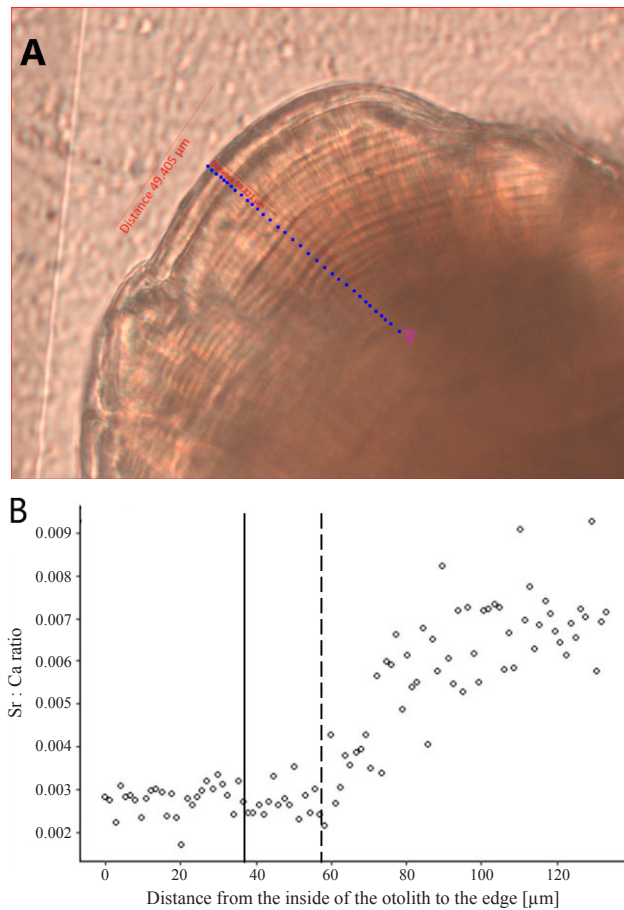 A
Distance 49.405 µm
B
0.009
0.008
0.007
0.006
0.005
0.004
0.003
0.002
Sr : Ca ratio
0 20 40 60 80 100 120
Distance from the inside of the otolith to the edge [µm]